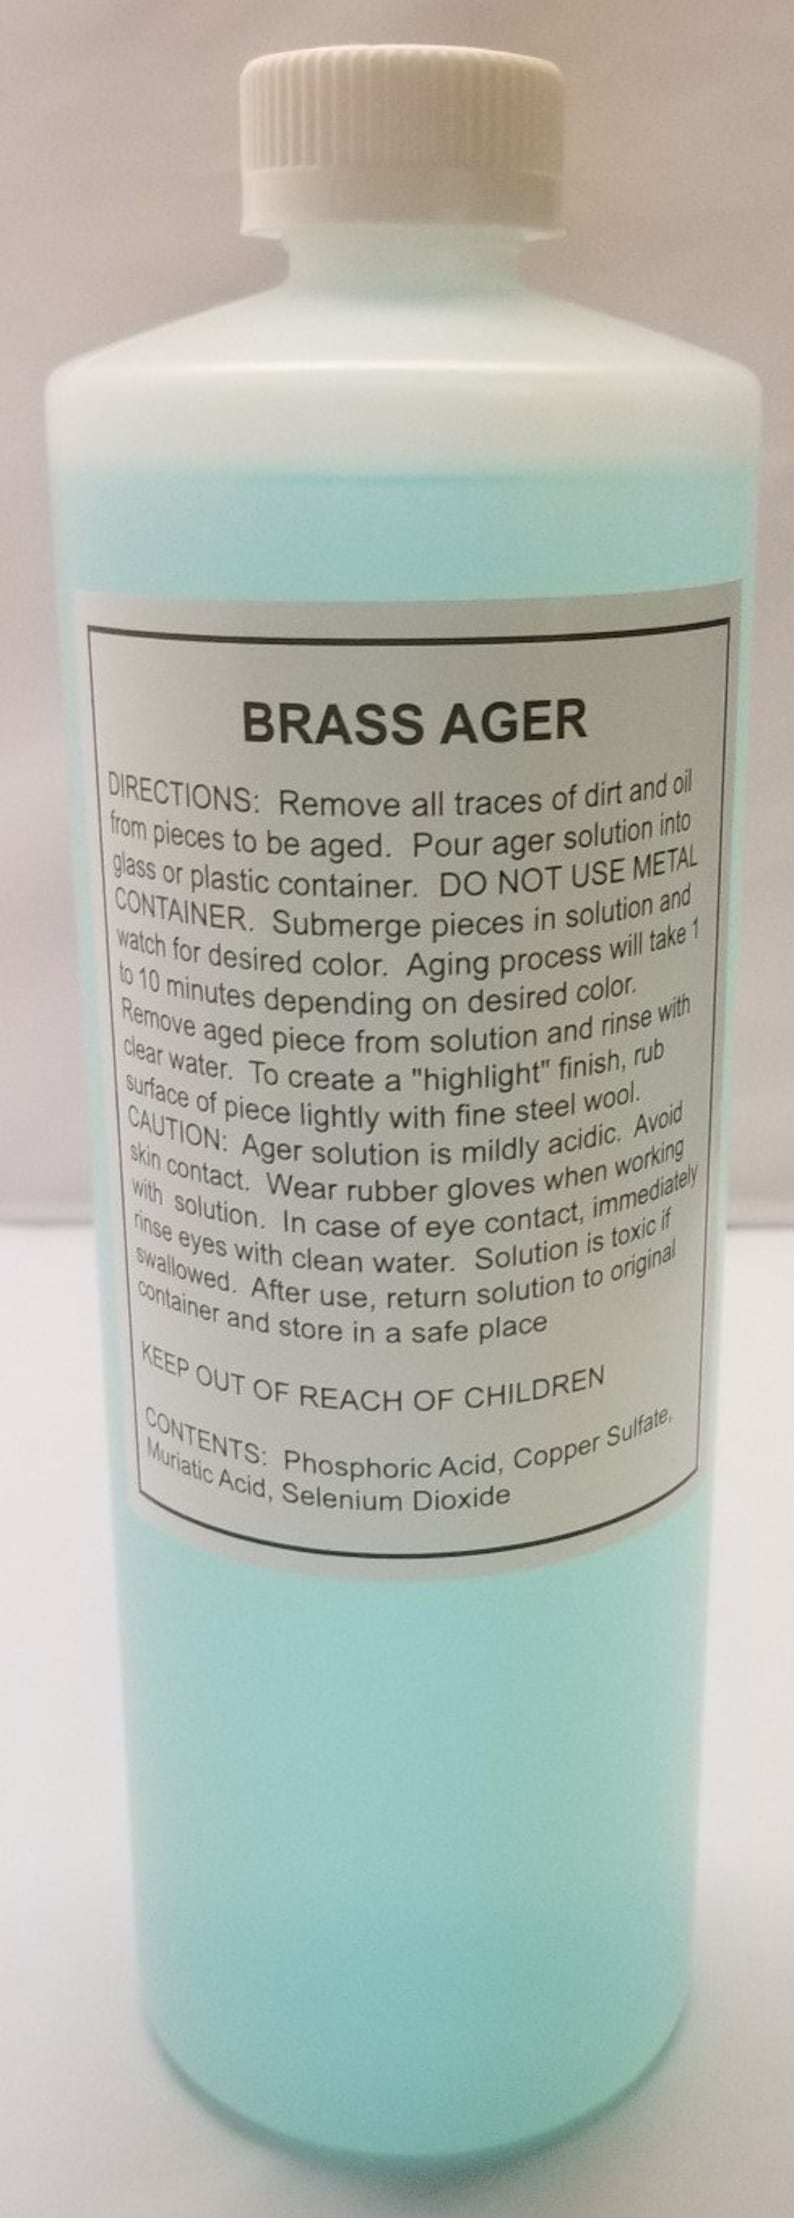 BRASS AGER
DIRECTIONS: Remove all traces of dirt and oil
from pieces to be aged. Pour ager solution into
glass or plastic container. DO NOT USE METAL
CONTAINER. Submerge pieces in solution and
watch for desired color. Aging process will take 1
to 10 minutes depending on desired color.
Remove aged piece from solution and rinse with
clear water. To create a "highlight" finish, rub
surface of piece lightly with fine steel wool.
CAUTION: Ager solution is mildly acidic. Avoid
skin contact. Wear rubber gloves when working
with solution. In case of eye contact, immediately
rinse eyes with clean water. Solution is toxic if
swallowed. After use, return solution to original
container and store in a safe place
KEEP OUT OF REACH OF CHILDREN
CONTENTS: Phosphoric Acid, Copper Sulfate,
Muriatic Acid, Selenium Dioxide